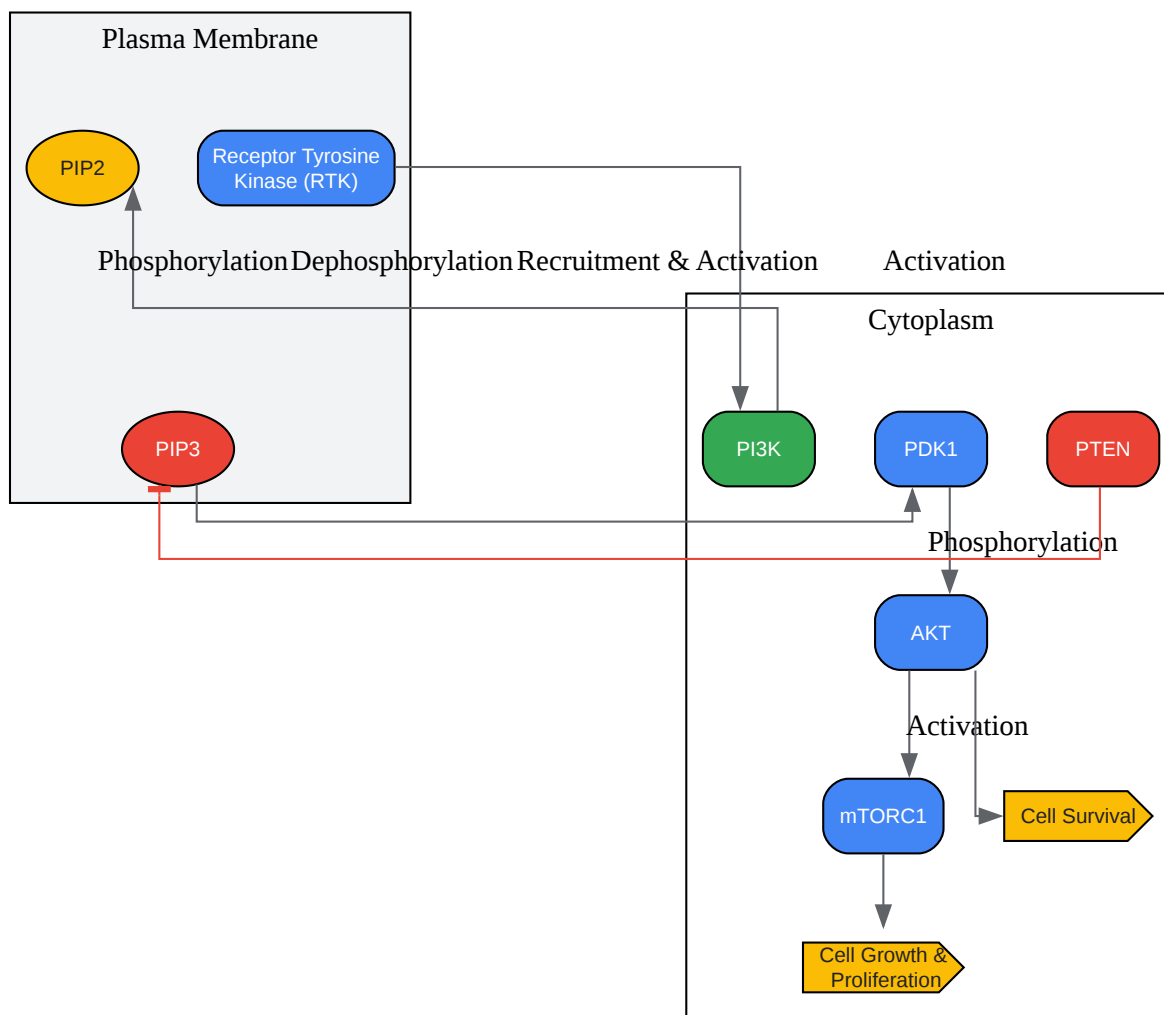 Plasma Membrane
PIP2
Receptor Tyrosine
Kinase (RTK)
Phosphorylation
Dephosphorylation
Recruitment & Activation
Activation
Cytoplasm
PIP3
PI3K
PDK1
PTEN
Phosphorylation
AKT
Activation
mTORC1
Cell Survival
Cell Growth &
Proliferation